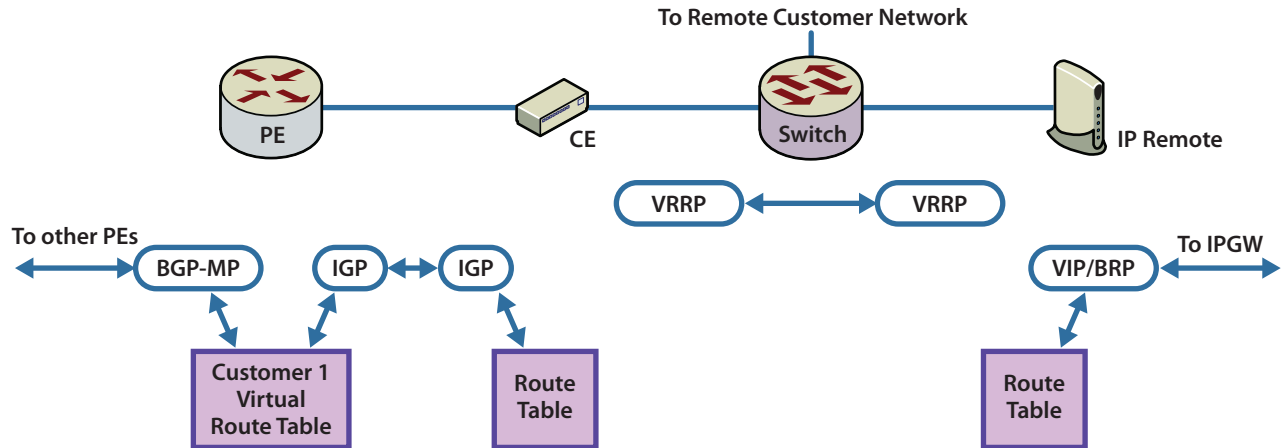 To Remote Customer Network
PE
CE
Switch
IP Remote
VRRP
VRRP
To other PEs
BGP-MP
IGP
IGP
VIP/BRP
To IPGW
Customer 1
Virtual
Route Table
Route
Table
Route
Table